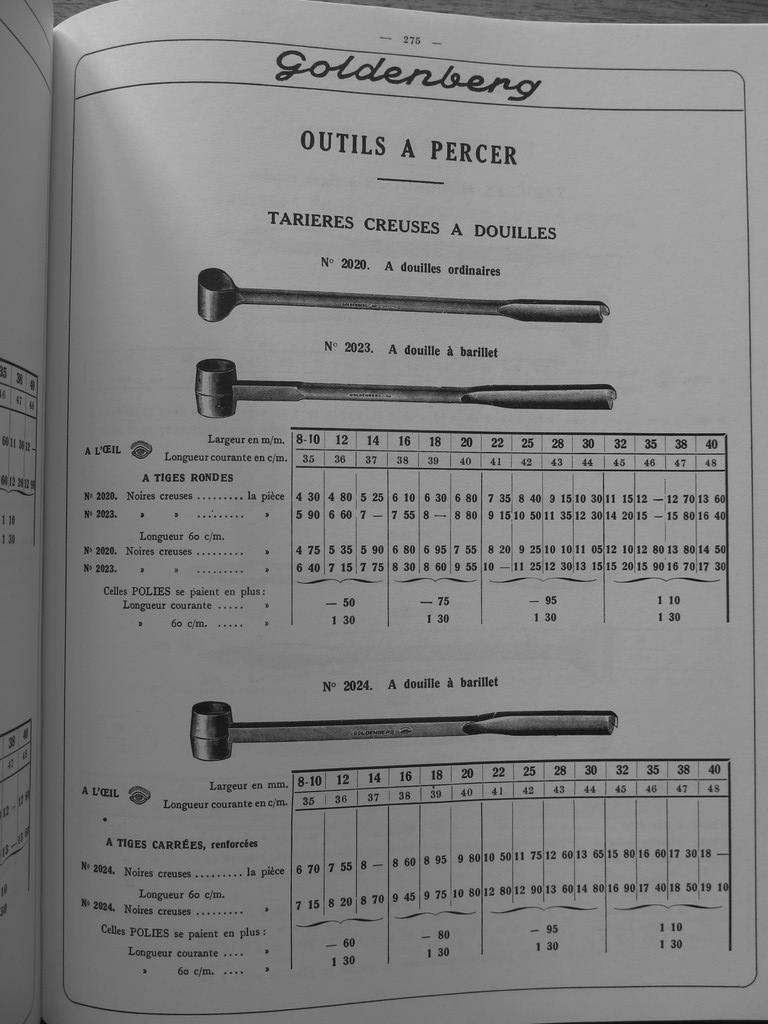 — 275 —
Goldenberg
OUTILS A PERCER
TARIERES CREUSES A DOUILLES
Nº 2020. A douilles ordinaires
Nº 2023. A douille à barillet
A L'ŒIL Largeur en m/m. 8-10 12 14 16 18 20 22 25 28 30 32 35 38 40
Longueur courante en c/m. 35 36 37 38 39 40 41 42 43 44 45 46 47 48
A TIGES RONDES
Nº 2020. Noires creuses ......... la pièce 4 30 4 80 5 25 6 10 6 30 6 80 7 35 8 40 9 15 10 30 11 15 12 — 12 70 13 60
Nº 2023. » » ......... » 5 90 6 60 7 — 7 55 8 — 8 80 9 15 10 50 11 35 12 30 14 20 15 — 15 80 16 40
Longueur 60 c/m.
Nº 2020. Noires creuses ......... » 4 75 5 35 5 90 6 80 6 95 7 55 8 20 9 25 10 10 11 05 12 10 12 80 13 80 14 50
Nº 2023. » » ......... » 6 40 7 15 7 75 8 30 8 60 9 55 10 — 11 25 12 30 13 15 15 20 15 90 16 70 17 30
Celles POLIES se paient en plus :
Longueur courante ..... » — 50 — 75 — 95 1 10
» 60 c/m. ..... » 1 30 1 30 1 30 1 30
Nº 2024. A douille à barillet
GOLDENBERG
A L'ŒIL Largeur en mm. 8-10 12 14 16 18 20 22 25 28 30 32 35 38 40
Longueur courante en c/m. 35 36 37 38 39 40 41 42 43 44 45 46 47 48
A TIGES CARRÉES, renforcées
Nº 2024. Noires creuses ......... la pièce 6 70 7 55 8 — 8 60 8 95 9 80 10 50 11 75 12 60 13 65 15 80 16 60 17 30 18 —
Longueur 60 c/m.
Nº 2024. Noires creuses ......... » 7 15 8 20 8 70 9 45 9 75 10 80 12 80 12 90 13 60 14 80 16 90 17 40 18 50 19 10
Celles POLIES se paient en plus :
Longueur courante .... » — 60 — 80 — 95 1 10
» 60 c/m. .... » 1 30 1 30 1 30 1 30